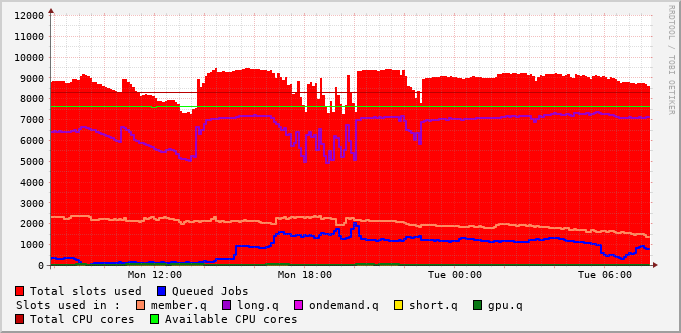 12000
11000
10000
9000
8000
7000
6000
5000
4000
3000
2000
1000
0
Mon 12:00 Mon 18:00 Tue 00:00 Tue 06:00
RRDTOOL / TOBI OETIKER
Total slots used Queued Jobs
Slots used in : member.q long.q ondemand.q short.q gpu.q
Total CPU cores Available CPU cores